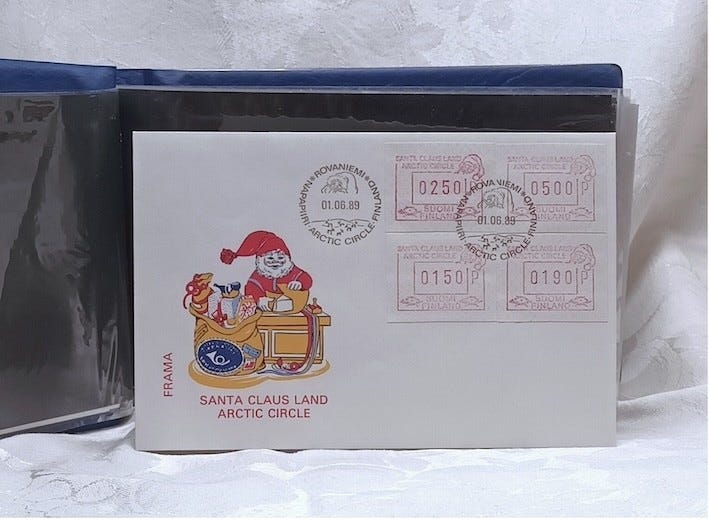 ROVANIEMI
01.06.89
NAPAPIIRI ARCTIC CIRCLE FINLAND
SANTA CLAUS LAND
ARCTIC CIRCLE
0250 P
SUOMI
FINLAND
SANTA CLAUS LAND
ARCTIC CIRCLE
0500 P
SUOMI
FINLAND
ROVANIEMI
01.06.89
NAPAPIIRI ARCTIC CIRCLE FINLAND
SANTA CLAUS LAND
ARCTIC CIRCLE
0150 P
SUOMI
FINLAND
SANTA CLAUS LAND
ARCTIC CIRCLE
0190 P
SUOMI
FINLAND
FRAMA
SANTA CLAUS LAND
ARCTIC CIRCLE